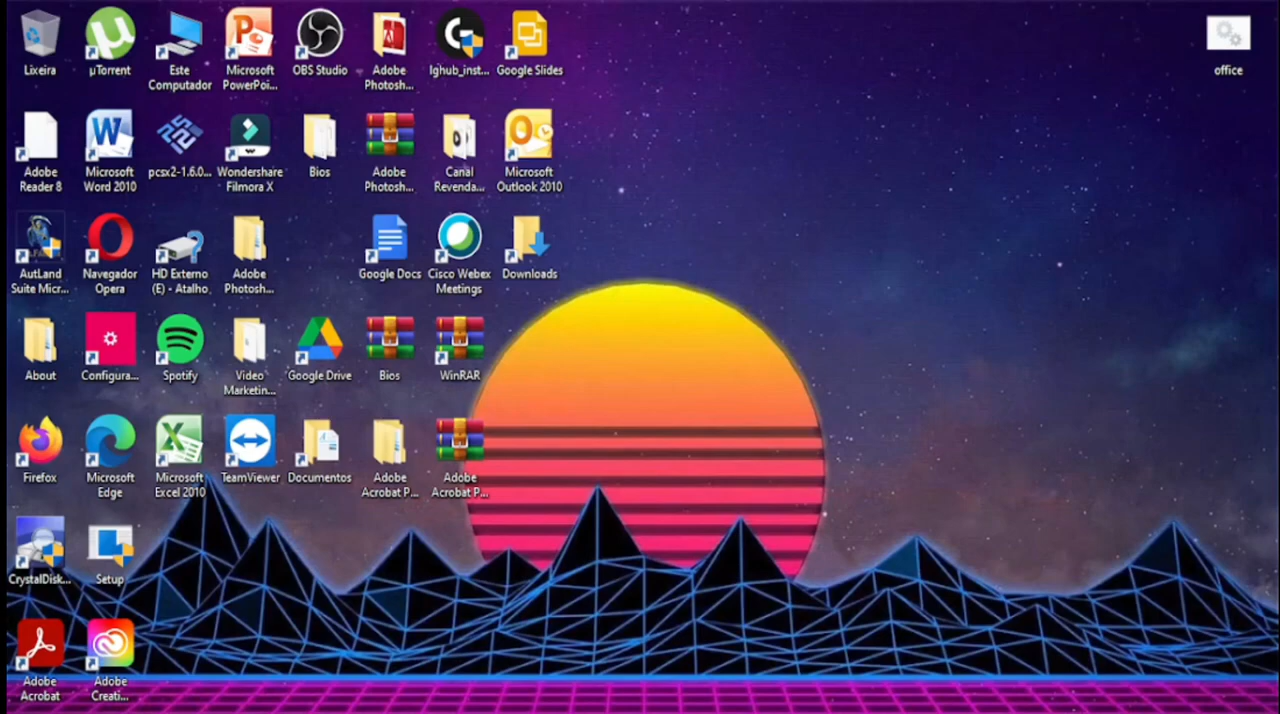 Lixeira
µTorrent
Este
Computador
Microsoft
PowerPoi...
OBS Studio
Adobe
Photosh...
lghub_inst...
Google Slides
office
Adobe
Reader 8
Microsoft
Word 2010
pcsx2-1.6.0...
Wondershare
Filmora X
Bios
Adobe
Photosh...
Canal
Revenda...
Microsoft
Outlook 2010
AutLand
Suite Micr...
Navegador
Opera
HD Externo
(E) - Atalho
Adobe
Photosh...
Google Docs
Cisco Webex
Meetings
Downloads
About
Configura...
Spotify
Video
Marketin...
Google Drive
Bios
WinRAR
Firefox
Microsoft
Edge
Microsoft
Excel 2010
TeamViewer
Documentos
Adobe
Acrobat P...
Adobe
Acrobat P...
CrystalDisk...
Setup
Adobe
Acrobat
Adobe
Creati...